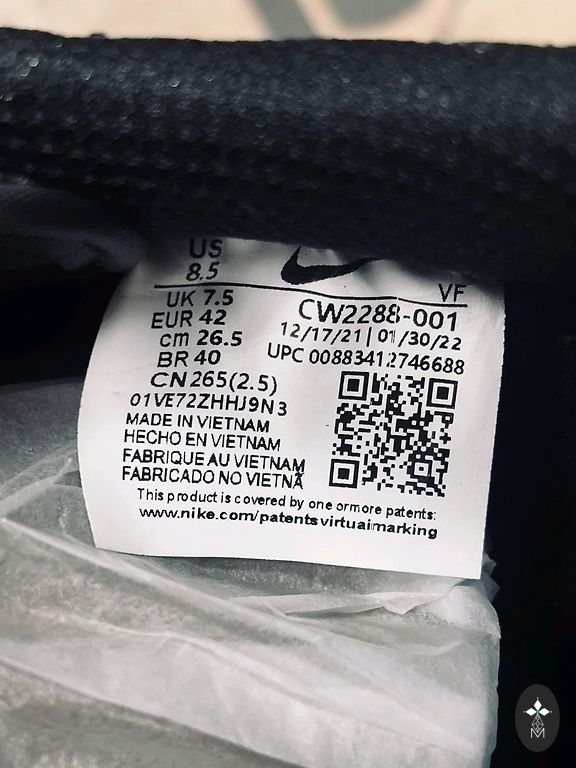 US
8.5
VF
UK 7.5
EUR 42
cm 26.5
BR 40
CN 265(2.5)
01VE72ZHHJ9N3
CW2288-001
12/17/21 | 01/30/22
UPC 00883412746688
MADE IN VIETNAM
HECHO EN VIETNAM
FABRIQUE AU VIETNAM
FABRICADO NO VIETNÃ
This product is covered by one ormore patents:
www.nike.com/patentsvirtualmarking
M